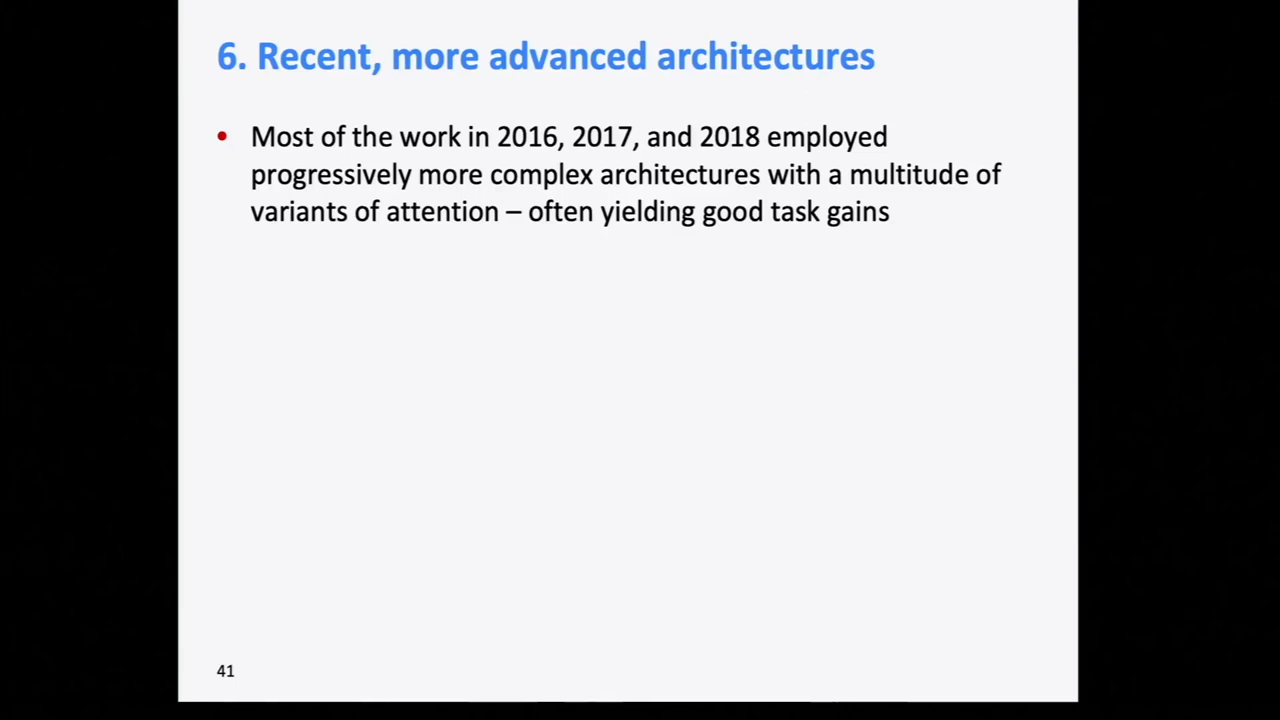 6. Recent, more advanced architectures
• Most of the work in 2016, 2017, and 2018 employed
progressively more complex architectures with a multitude of
variants of attention – often yielding good task gains
41